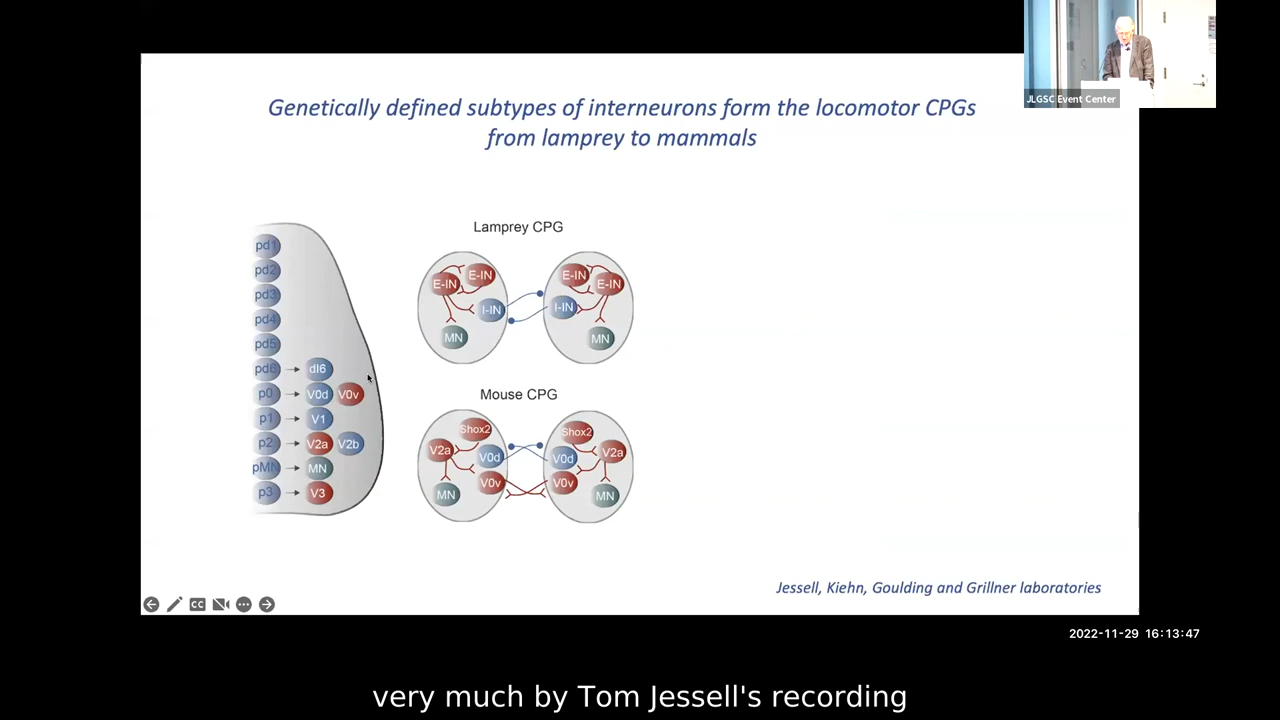 JLGSC Event Center
Genetically defined subtypes of interneurons form the locomotor CPGs
from lamprey to mammals
pd1
pd2
pd3
pd4
pd5
pd6 dI6
p0 V0d V0v
p1 V1
p2 V2a V2b
pMN MN
p3 V3
Lamprey CPG
E-IN E-IN E-IN E-IN
I-IN I-IN
MN MN
Mouse CPG
Shox2 Shox2
V2a V0d V0d V2a
V0v V0v
MN MN
Jessell, Kiehn, Goulding and Grillner laboratories
CC
2022-11-29 16:13:47
very much by Tom Jessell's recording